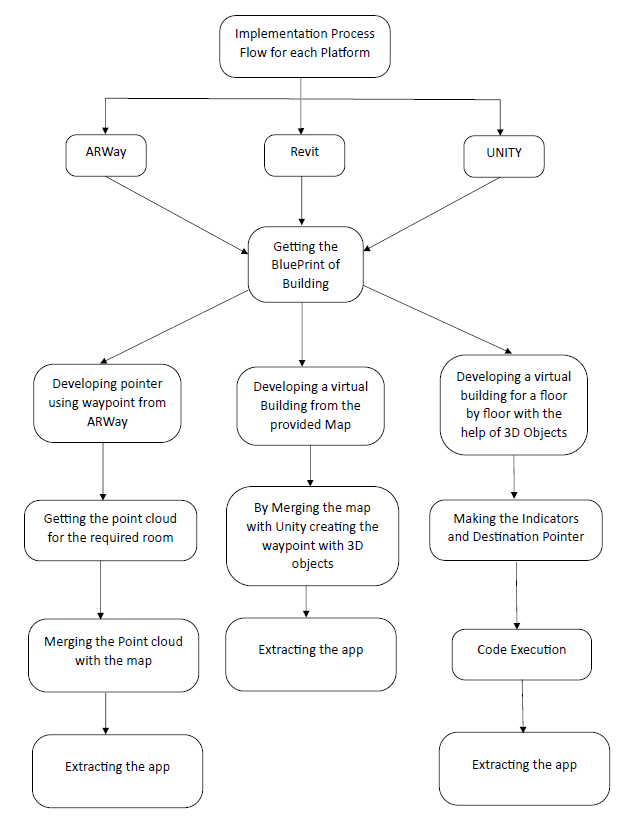 Implementation Process
Flow for each Platform
ARWay
Revit
UNITY
Getting the
BluePrint of
Building
Developing pointer
using waypoint from
ARWay
Developing a virtual
Building from the
provided Map
Developing a virtual
building for a floor
by floor with the
help of 3D Objects
Getting the point cloud
for the required room
By Merging the map
with Unity creating the
waypoint with 3D
objects
Making the Indicators
and Destination Pointer
Merging the Point cloud
with the map
Extracting the app
Code Execution
Extracting the app
Extracting the app